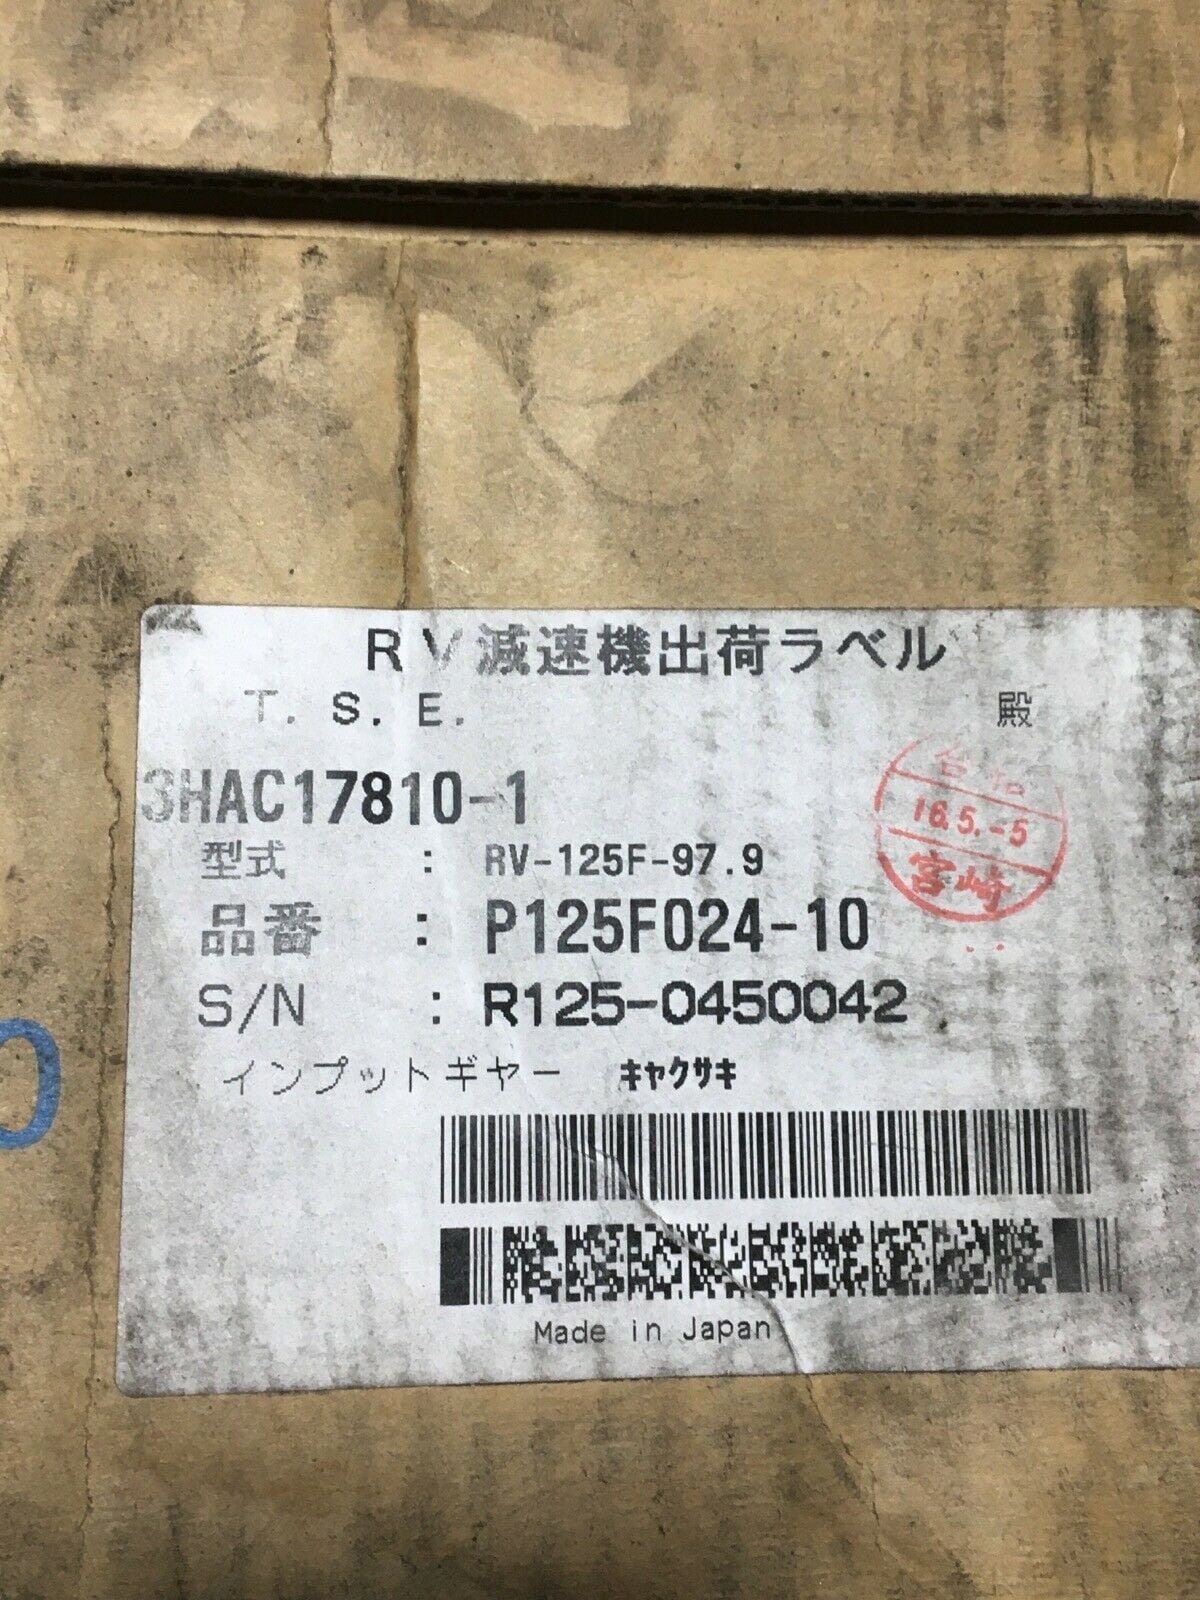 RV減速機出荷ラベル
T. S. E. 殿
3HAC17810-1
型式 : RV-125F-97.9
品番 : P125F024-10
S/N : R125-0450042
インプットギヤー キャクサキ
Made in Japan
16.5.-5
宮崎